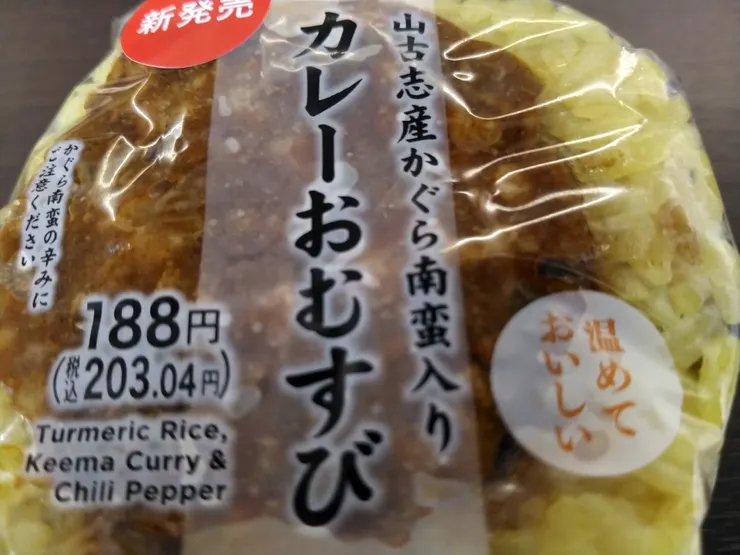 新発売
山古志産かぐら南蛮入り
カレーおむすび
かぐら南蛮の辛みに
ご注意ください
188円
(税込203.04円)
Turmeric Rice,
Keema Curry &
Chili Pepper
温めて
おいしい